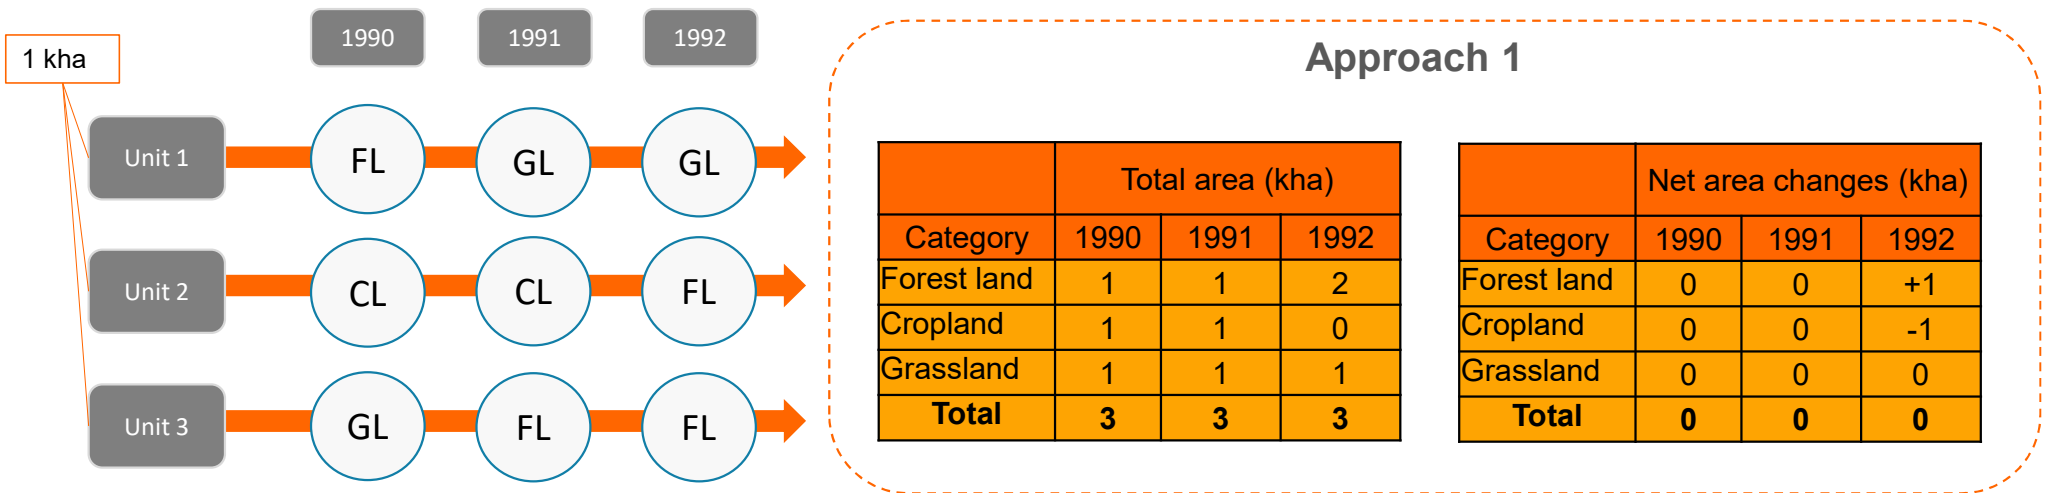 1 kha
1990 1991 1992
Unit 1 FL GL GL
Unit 2 CL CL FL
Unit 3 GL FL FL
Approach 1
Total area (kha)
Category 1990 1991 1992
Forest land 1 1 2
Cropland 1 1 0
Grassland 1 1 1
Total 3 3 3
Net area changes (kha)
Category 1990 1991 1992
Forest land 0 0 +1
Cropland 0 0 -1
Grassland 0 0 0
Total 0 0 0